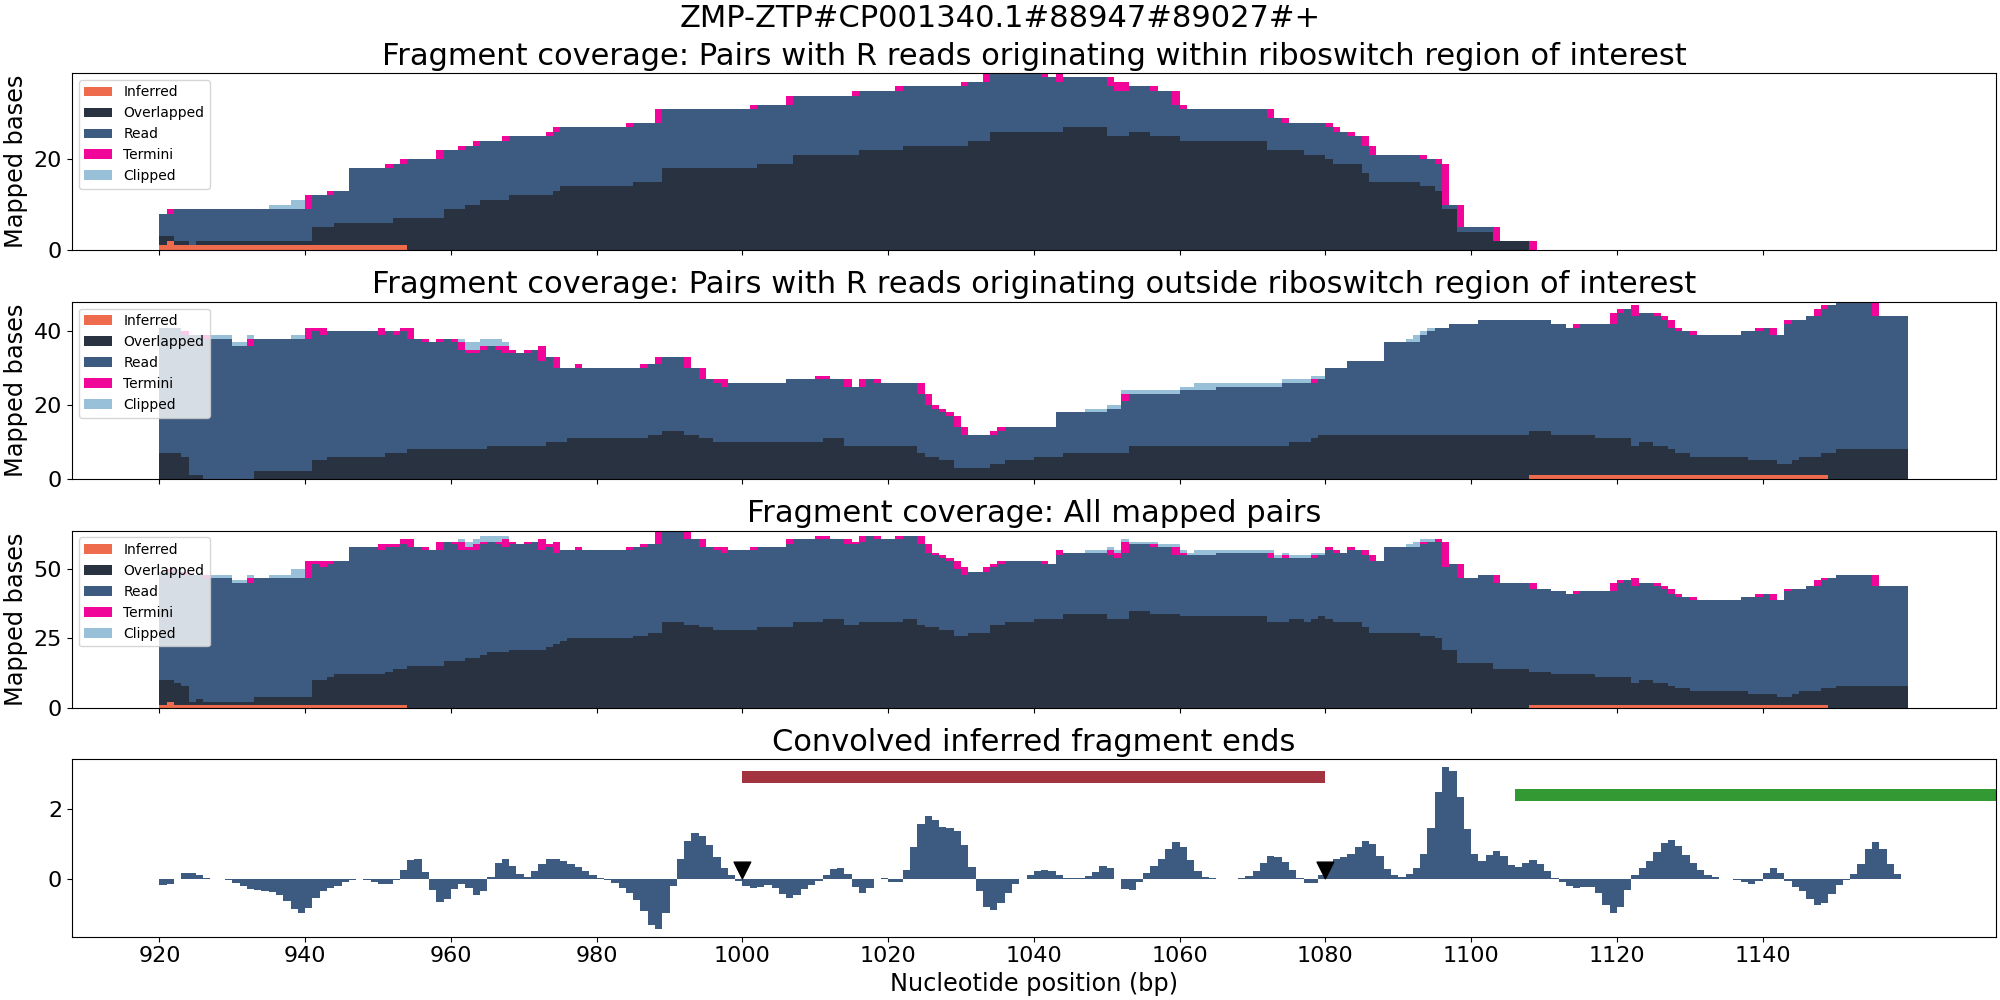 ZMP-ZTP#CP001340.1#88947#89027#+
Fragment coverage: Pairs with R reads originating within riboswitch region of interest
Mapped bases
20
0
Inferred
Overlapped
Read
Termini
Clipped
Fragment coverage: Pairs with R reads originating outside riboswitch region of interest
Mapped bases
40
20
0
Inferred
Overlapped
Read
Termini
Clipped
Fragment coverage: All mapped pairs
Mapped bases
50
25
0
Inferred
Overlapped
Read
Termini
Clipped
Convolved inferred fragment ends
2
0
920 940 960 980 1000 1020 1040 1060 1080 1100 1120 1140
Nucleotide position (bp)